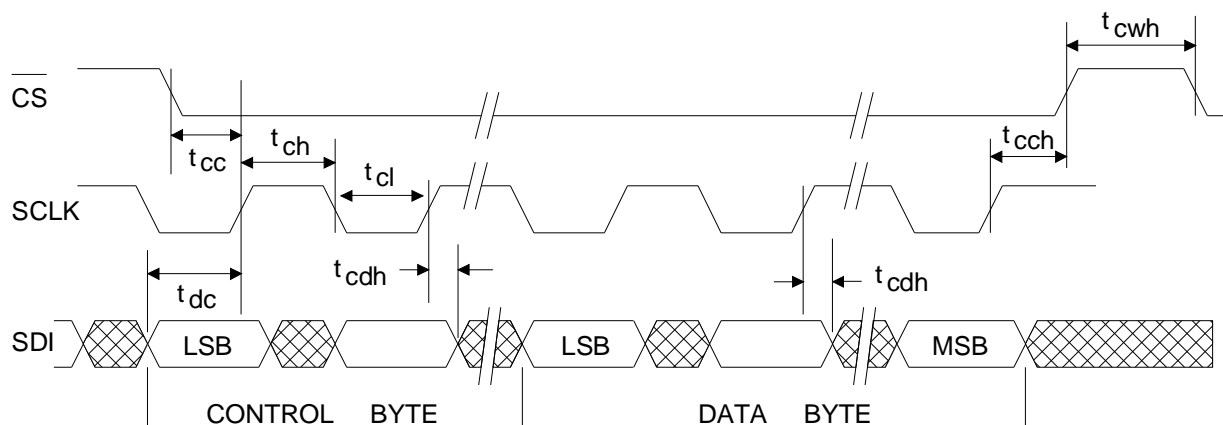 t cwh
CS
t cc
t ch
t cch
t cl
SCLK
t cdh
t cdh
t dc
SDI
LSB
LSB
MSB
CONTROL BYTE
DATA BYTE